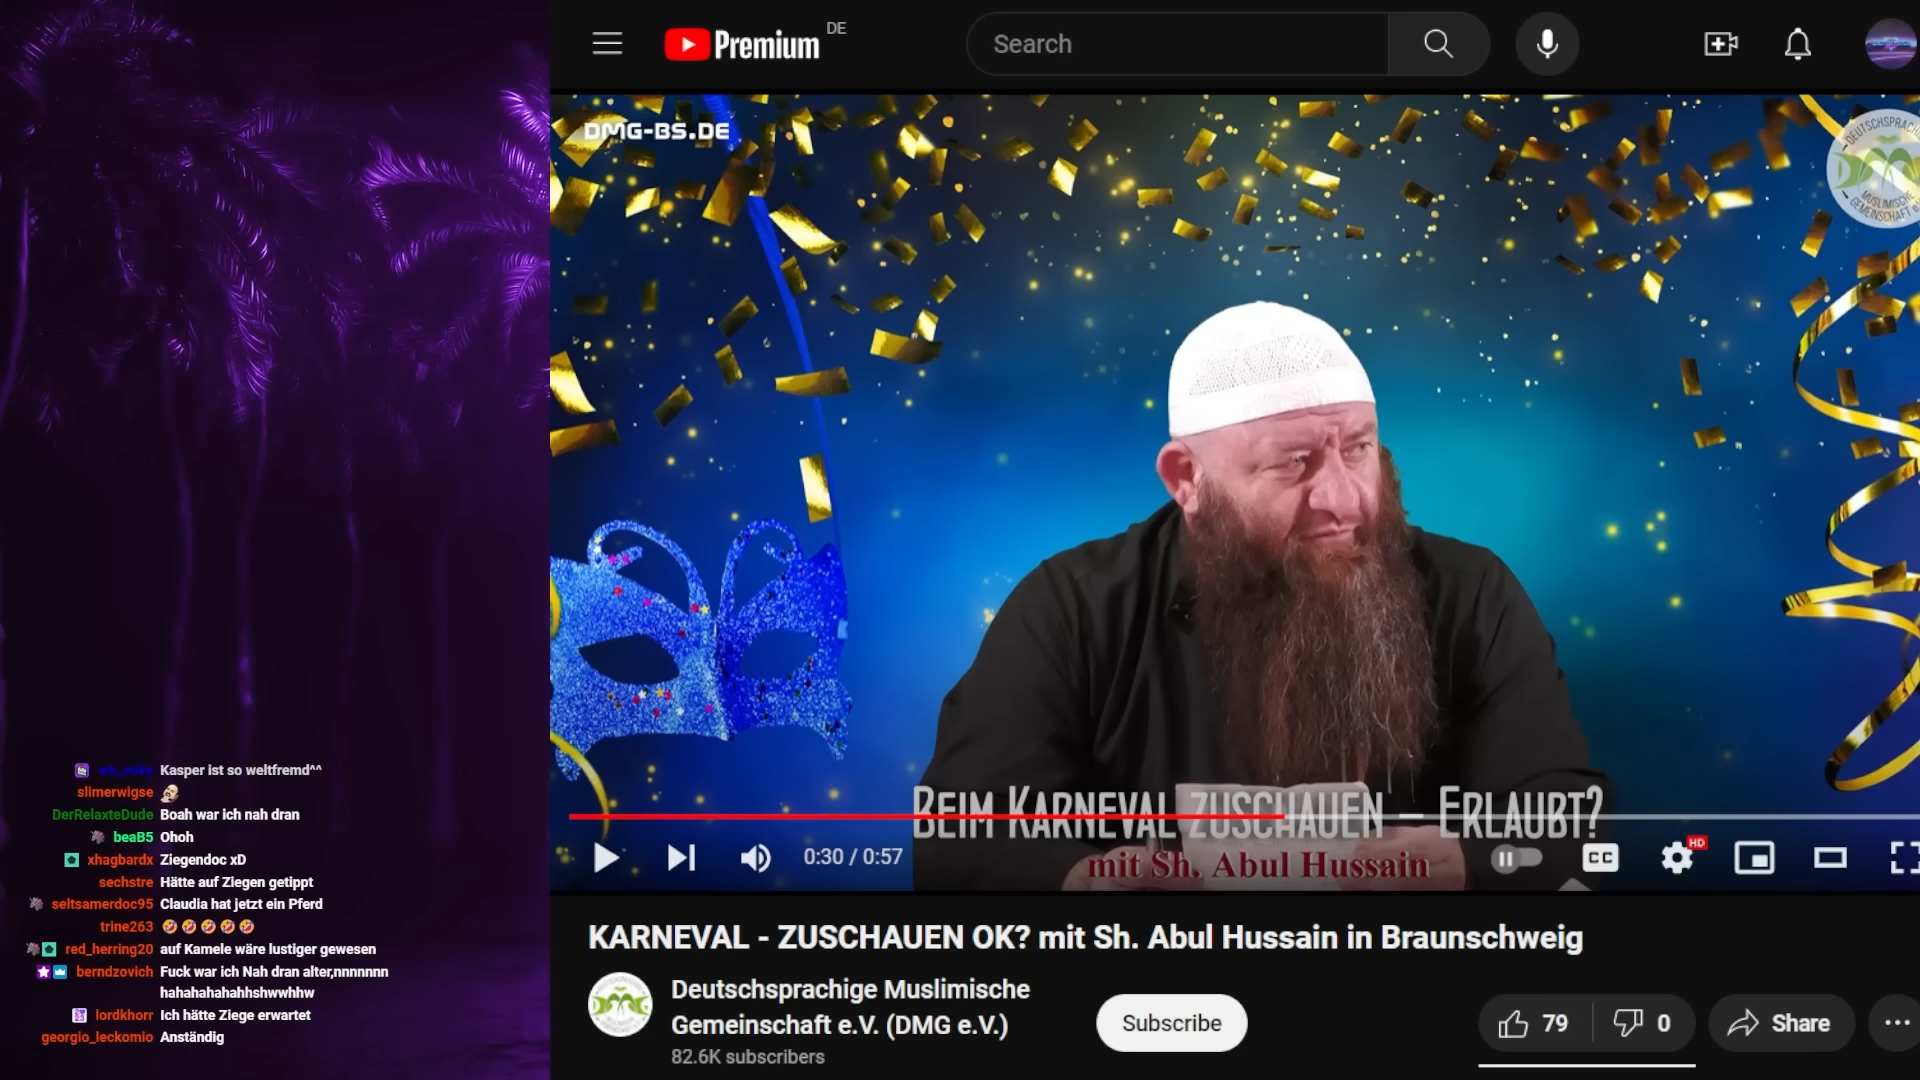 Premium DE
Search
DMG-BS.DE
BEIM KARNEVAL ZUSCHAUEN – ERLAUBT?
mit Sh. Abul Hussain
0:30 / 0:57
CC
HD
KARNEVAL - ZUSCHAUEN OK? mit Sh. Abul Hussain in Braunschweig
Deutschsprachige Muslimische
Gemeinschaft e.V. (DMG e.V.)
82.6K subscribers
Subscribe
79
0
Share
Kasper ist so weltfremd^^
slimerwigse
DerRelaxteDude Boah war ich nah dran
beaB5 Ohoh
xhagbardx Ziegendoc xD
sechstre Hätte auf Ziegen getippt
seltsamerdoc95 Claudia hat jetzt ein Pferd
trine263 🤣🤣🤣🤣🤣
red_herring20 auf Kamele wäre lustiger gewesen
berndzovich Fuck war ich Nah dran alter,nnnnnnn
hahahahahahhshwwhhw
lordkhorr Ich hätte Ziege erwartet
georgio_leckomio Anständig